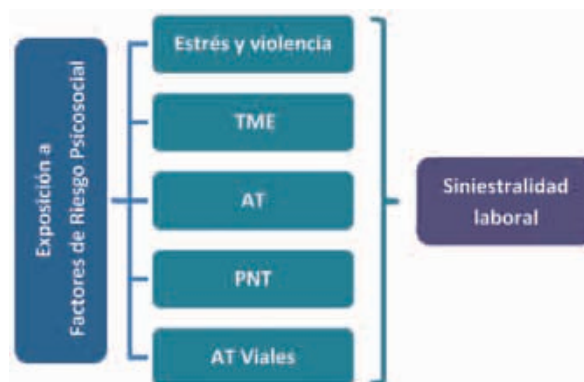 Exposición a
Factores de Riesgo Psicosocial
Estrés y violencia
TME
AT
PNT
AT Viales
Siniestralidad
laboral